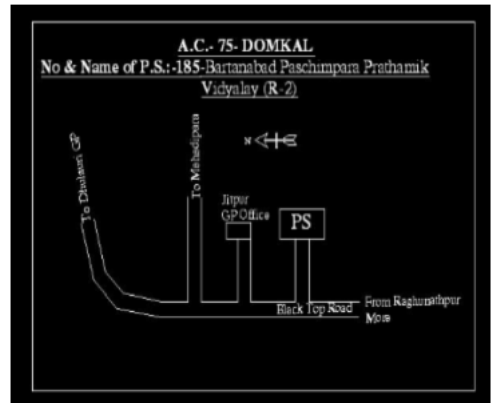 A.C.- 75- DOMKAL
No & Name of P.S.:-185-Bartanabad Paschimpara Prathamik
Vidyalay (R-2)
N
To Dhulauri GP
To Mehedipara
Jitpur
GP Office
PS
Black Top Road
From Raghunathpur
More